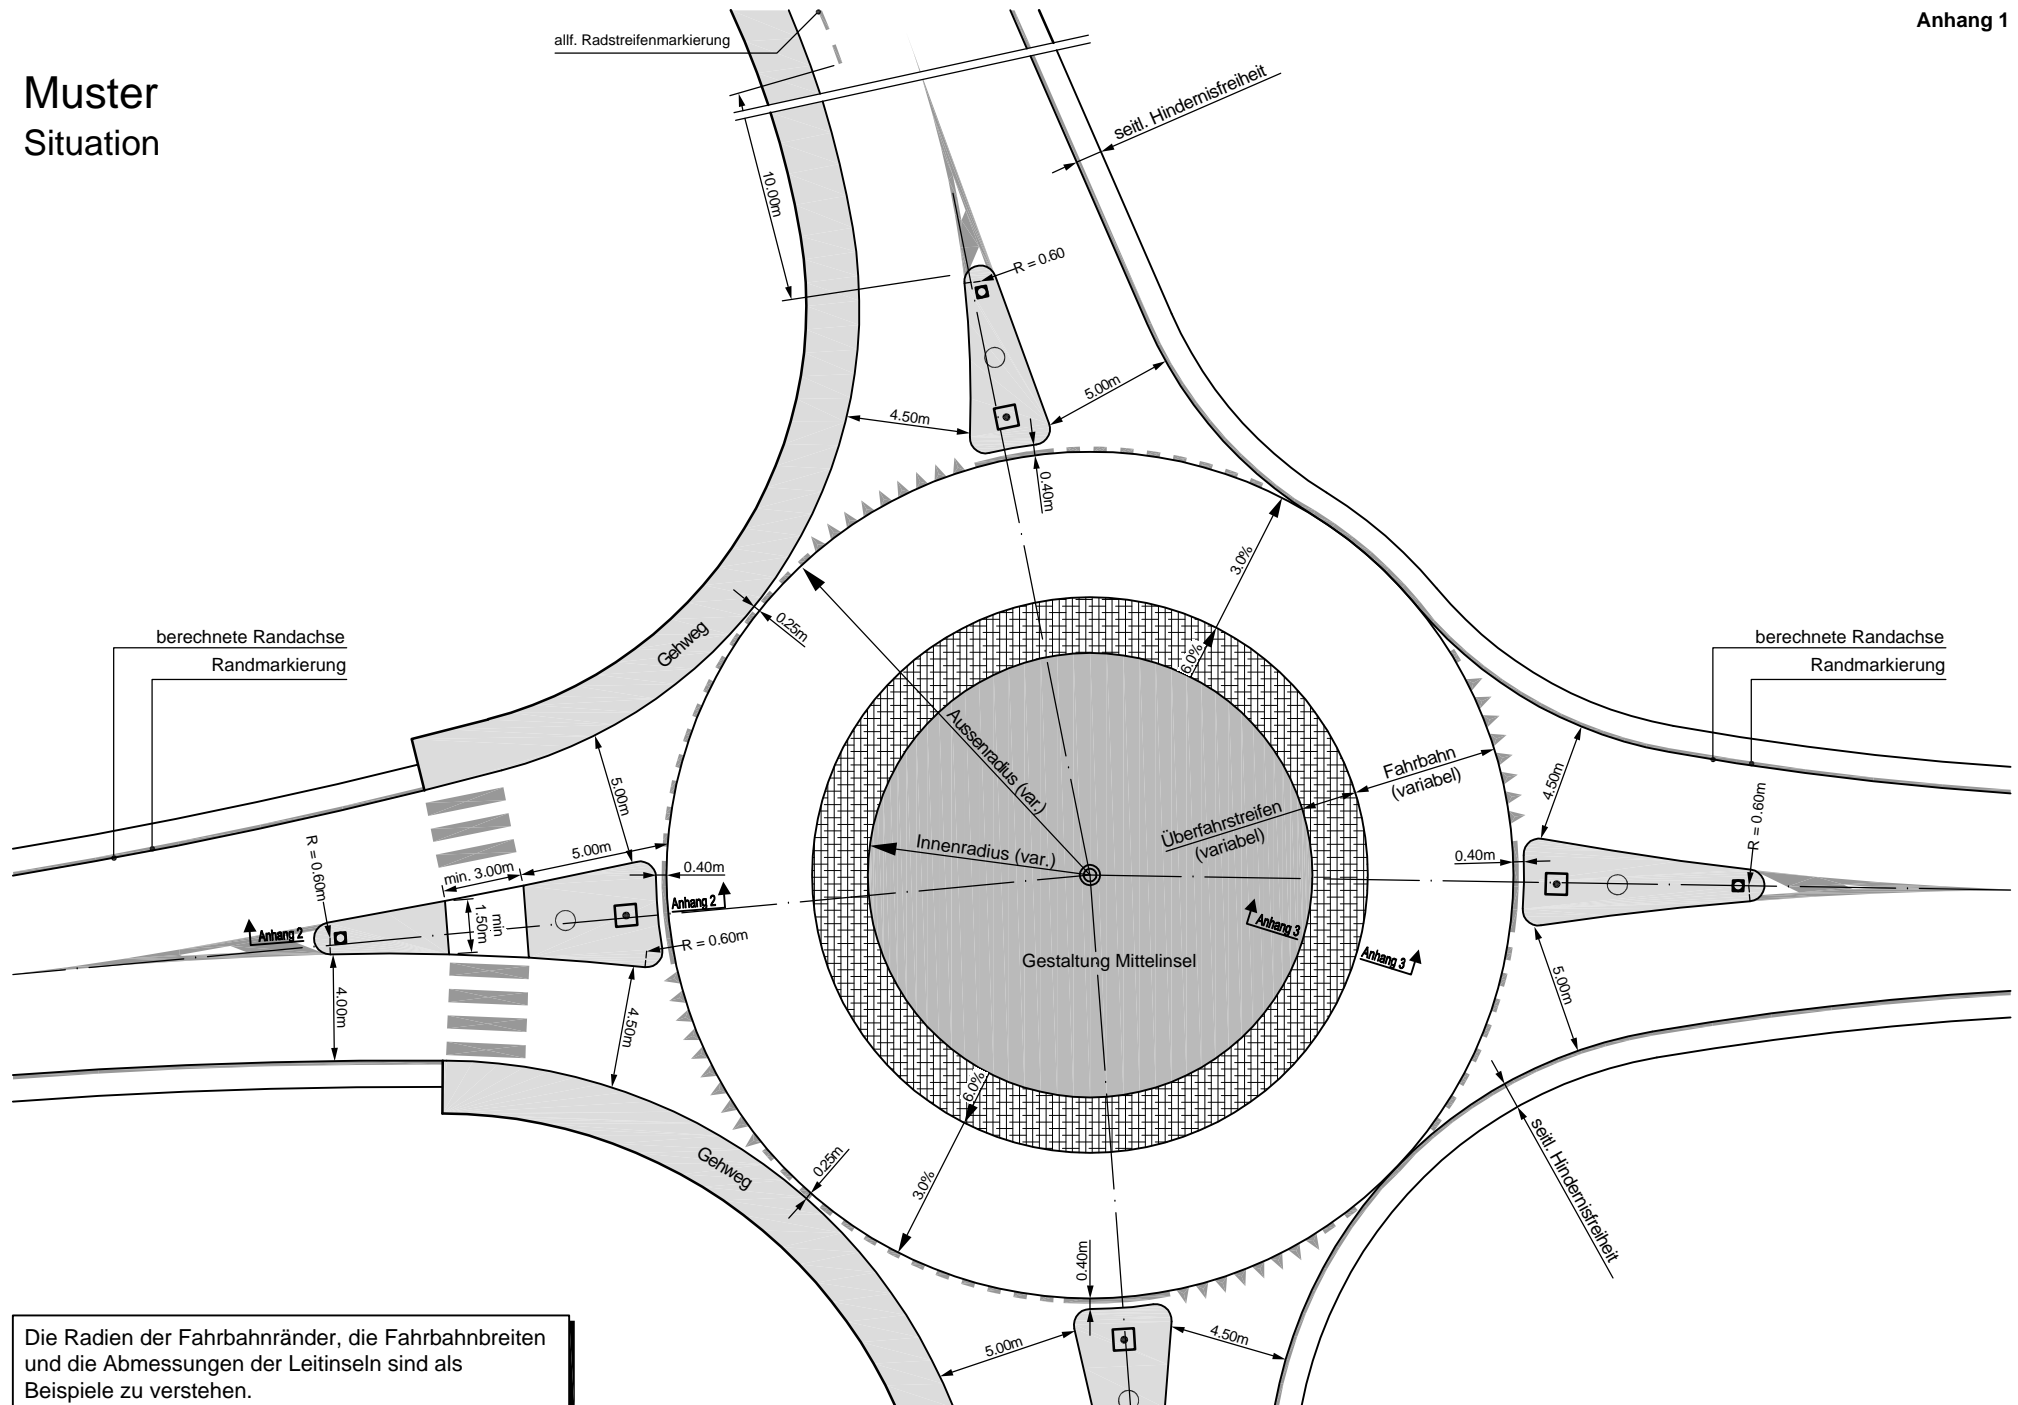 Anhang 1
allf. Radstreifenmarkierung
Muster
Situation
seitl. Hindernisfreiheit
10.00m
R = 0.60
5.00m
4.50m
0.40m
3.0%
0.25m
Gehweg
6.0%
berechnete Randachse
Randmarkierung
berechnete Randachse
Randmarkierung
Aussenradius (var.)
Innenradius (var.)
Fahrbahn
(variabel)
Überfahrstreifen
(variabel)
4.50m
R = 0.60m
0.40m
5.00m
5.00m
min. 3.00m
0.40m
R = 0.60m
min
1.50m
Anhang 2
Anhang 2
R = 0.60m
4.00m
4.50m
Anhang 3
Anhang 3
Gestaltung Mittelinsel
5.00m
6.0%
3.0%
Gehweg
0.25m
seitl. Hindernisfreiheit
0.40m
5.00m
4.50m
Die Radien der Fahrbahnränder, die Fahrbahnbreiten
und die Abmessungen der Leitinseln sind als
Beispiele zu verstehen.